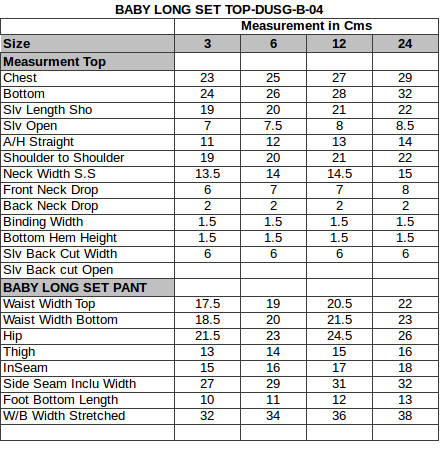 BABY LONG SET TOP-DUSG-B-04
Measurement in Cms
Size 3 6 12 24
Measurment Top
Chest 23 25 27 29
Bottom 24 26 28 32
Slv Length Sho 19 20 21 22
Slv Open 7 7.5 8 8.5
A/H Straight 11 12 13 14
Shoulder to Shoulder 19 20 21 22
Neck Width S.S 13.5 14 14.5 15
Front Neck Drop 6 7 7 8
Back Neck Drop 2 2 2 2
Binding Width 1.5 1.5 1.5 1.5
Bottom Hem Height 1.5 1.5 1.5 1.5
Slv Back Cut Width 6 6 6 6
Slv Back cut Open
BABY LONG SET PANT
Waist Width Top 17.5 19 20.5 22
Waist Width Bottom 18.5 20 21.5 23
Hip 21.5 23 24.5 26
Thigh 13 14 15 16
InSeam 15 16 17 18
Side Seam Inclu Width 27 29 31 32
Foot Bottom Length 10 11 12 13
W/B Width Stretched 32 34 36 38